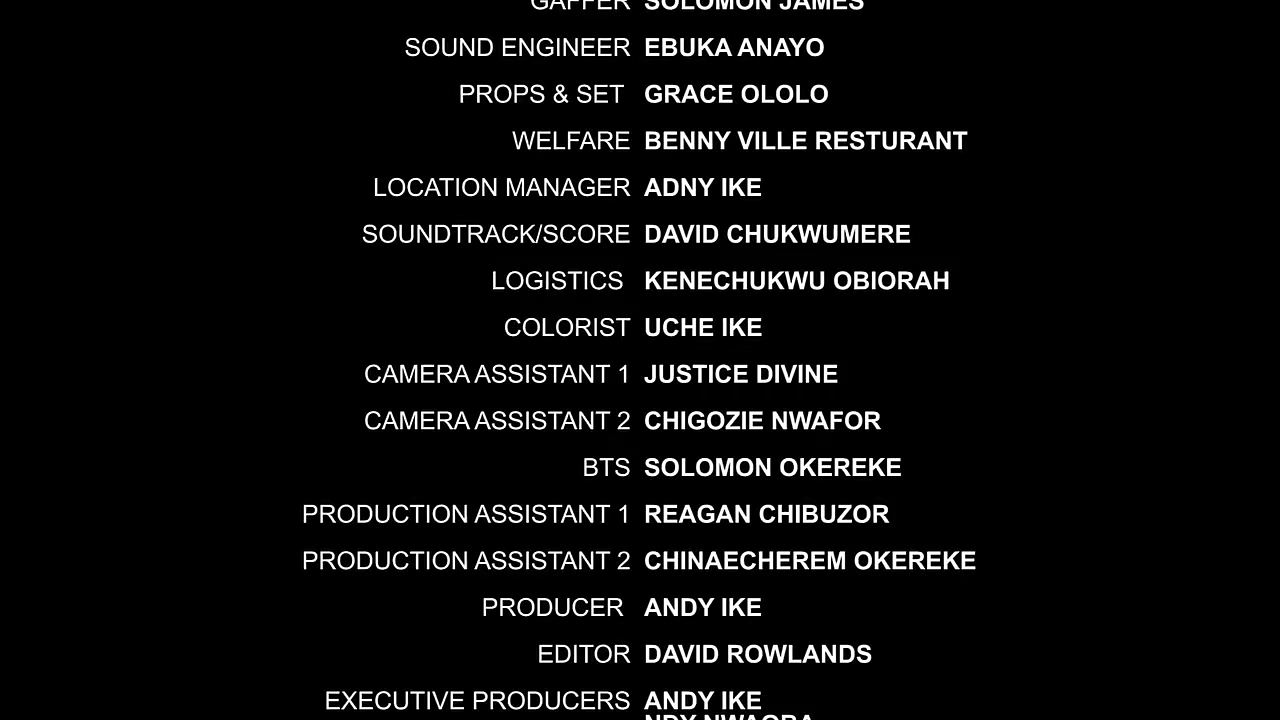 GAFFER SOLOMON JAMES
SOUND ENGINEER EBUKA ANAYO
PROPS & SET GRACE OLOLO
WELFARE BENNY VILLE RESTURANT
LOCATION MANAGER ADNY IKE
SOUNDTRACK/SCORE DAVID CHUKWUMERE
LOGISTICS KENECHUKWU OBIORAH
COLORIST UCHE IKE
CAMERA ASSISTANT 1 JUSTICE DIVINE
CAMERA ASSISTANT 2 CHIGOZIE NWAFOR
BTS SOLOMON OKEREKE
PRODUCTION ASSISTANT 1 REAGAN CHIBUZOR
PRODUCTION ASSISTANT 2 CHINAECHEREM OKEREKE
PRODUCER ANDY IKE
EDITOR DAVID ROWLANDS
EXECUTIVE PRODUCERS ANDY IKE